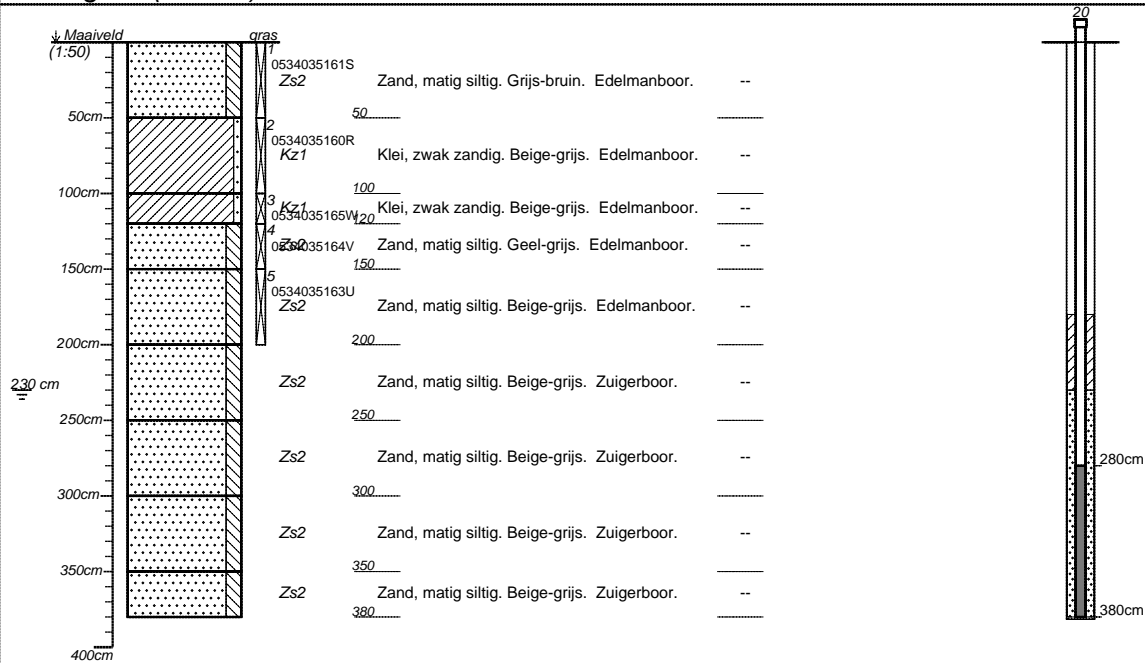 20
Maaiveld gras
(1:50)
1
0534035161S
Zs2 Zand, matig siltig. Grijs-bruin. Edelmanboor. --
50cm 50
2
0534035160R
Kz1 Klei, zwak zandig. Beige-grijs. Edelmanboor. --
100cm 100
3
Kz1 Klei, zwak zandig. Beige-grijs. Edelmanboor. --
0534035165W
120
4
Zs2 Zand, matig siltig. Geel-grijs. Edelmanboor. --
0534035164V
150cm 150
5
0534035163U
Zs2 Zand, matig siltig. Beige-grijs. Edelmanboor. --
200cm 200
230 cm
Zs2 Zand, matig siltig. Beige-grijs. Zuigerboor. --
250cm 250
Zs2 Zand, matig siltig. Beige-grijs. Zuigerboor. --
280cm
300cm 300
Zs2 Zand, matig siltig. Beige-grijs. Zuigerboor. --
350cm 350
Zs2 Zand, matig siltig. Beige-grijs. Zuigerboor. --
380 380cm
400cm